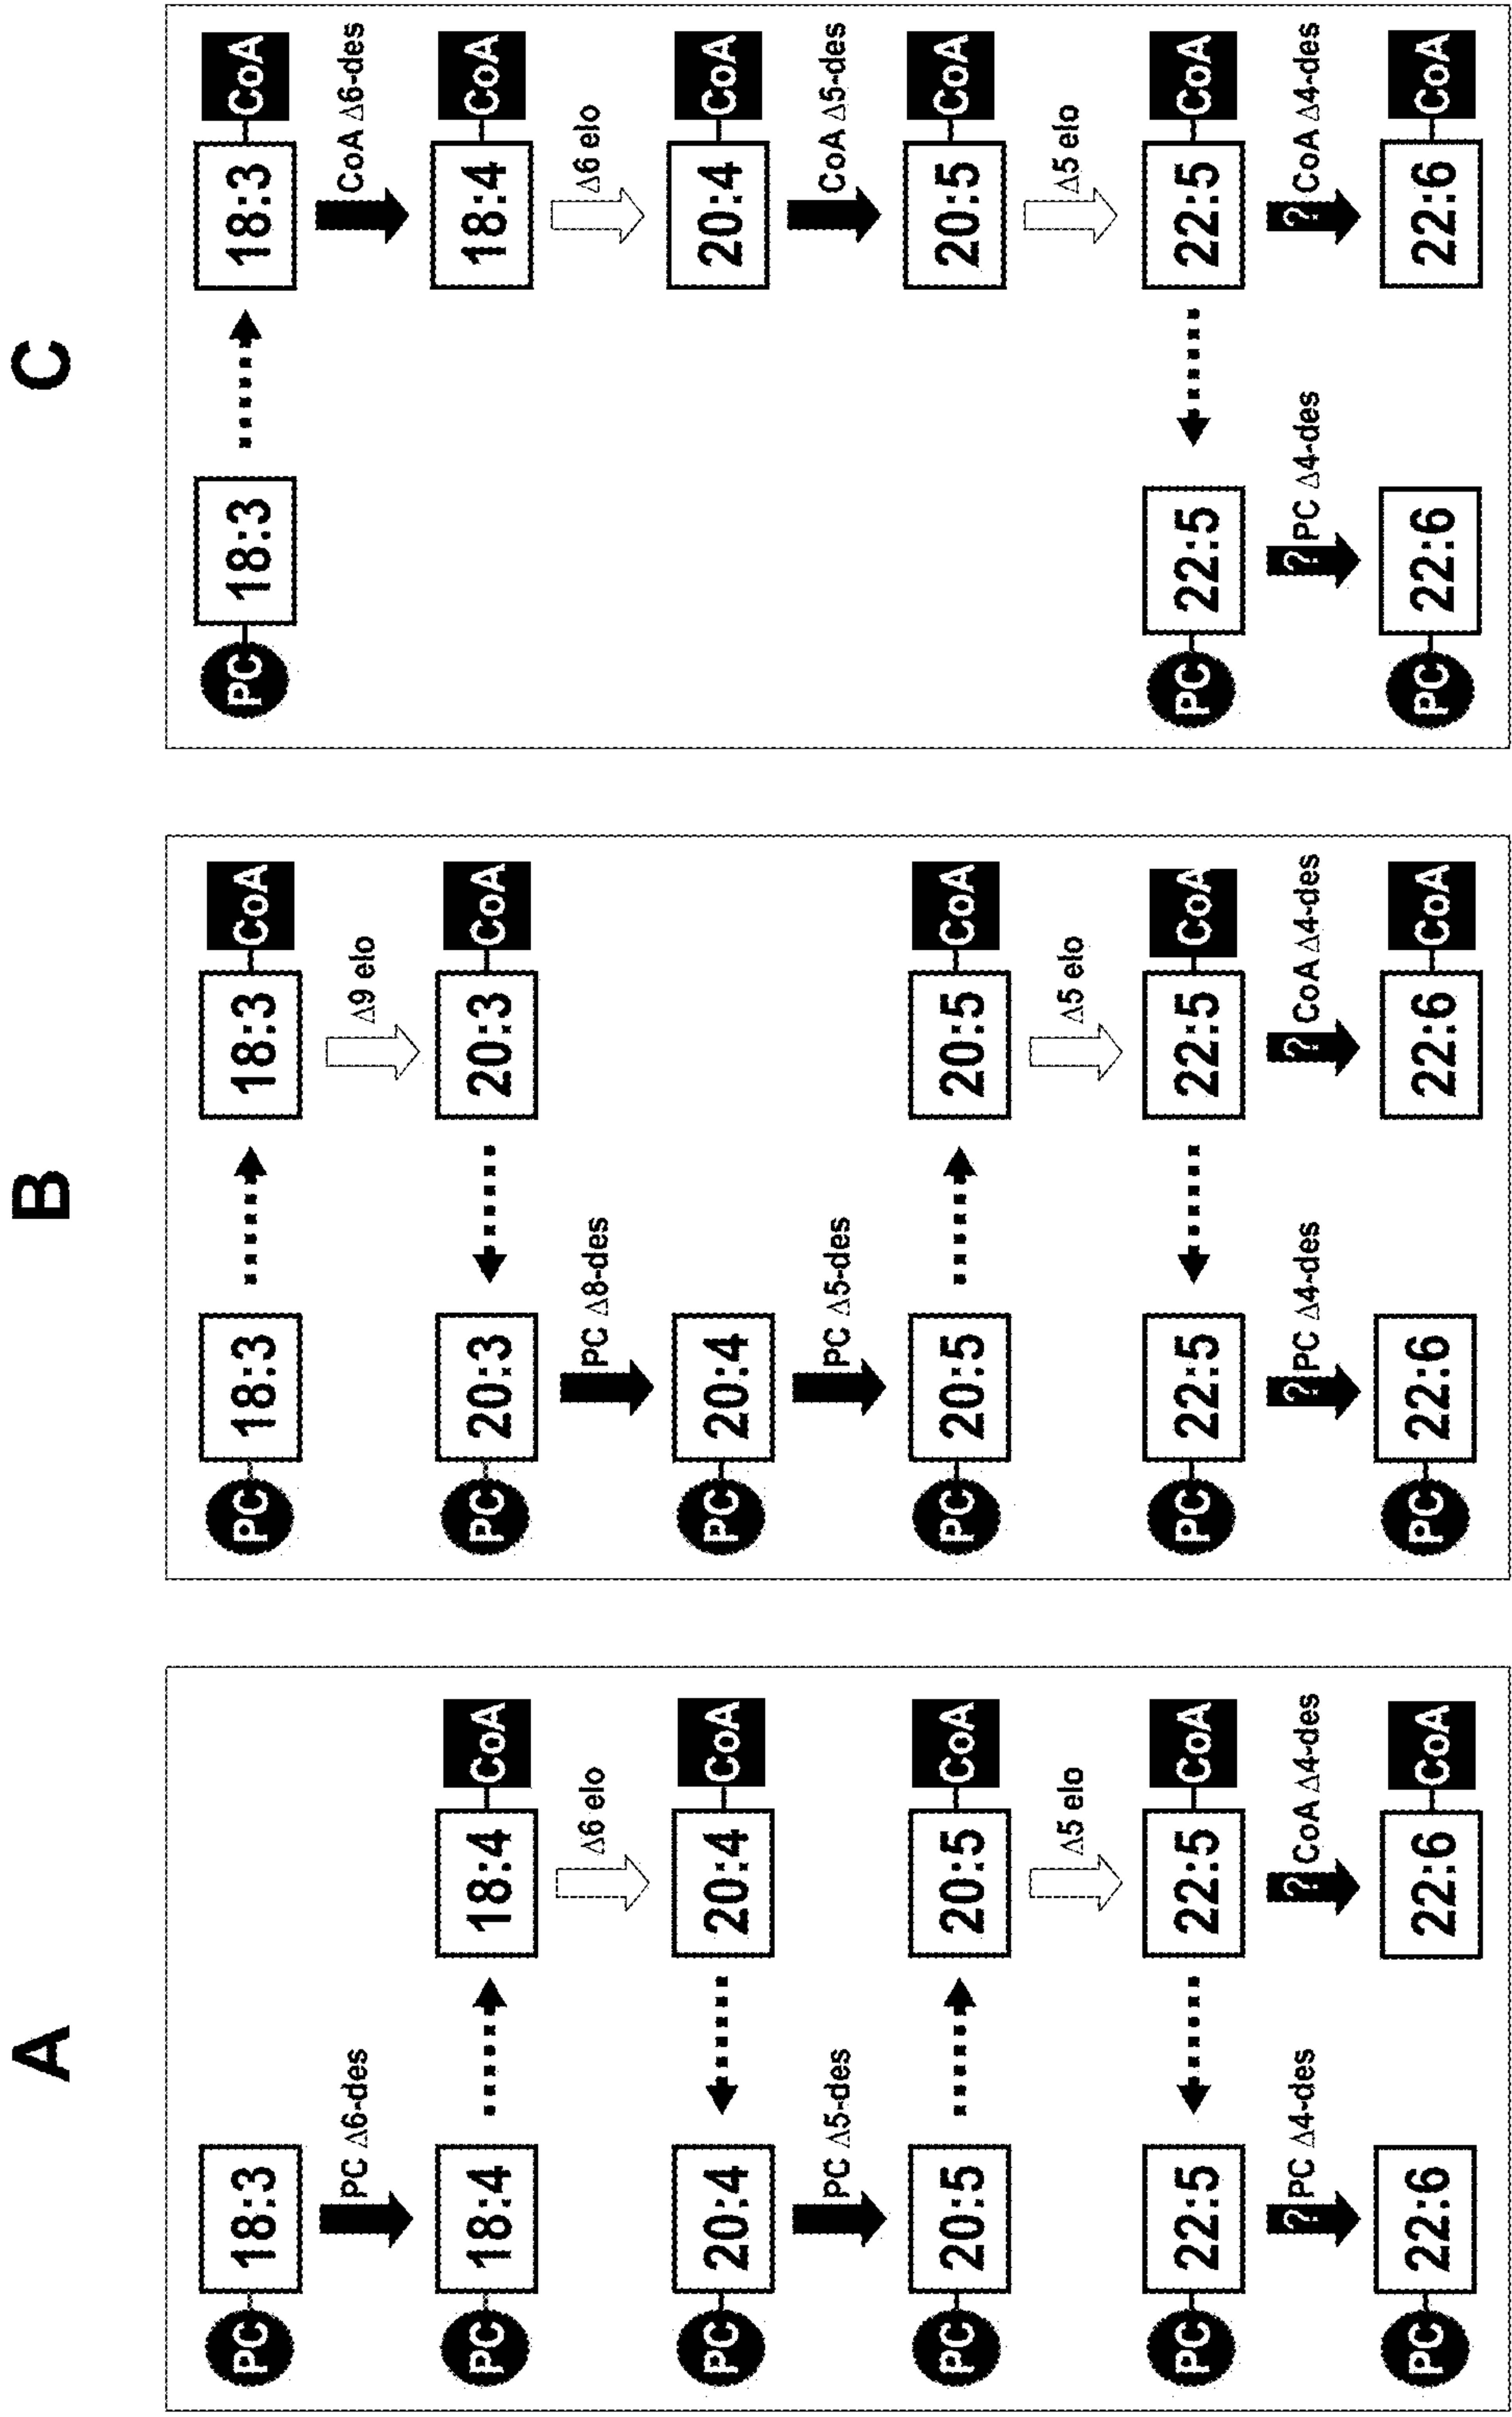 A
PC 18:3
PC Δ6-des
PC 18:4 18:4 CoA
Δ6 elo
PC 20:4 20:4 CoA
PC Δ5-des
PC 20:5 20:5 CoA
Δ5 elo
PC 22:5 22:5 CoA
? PC Δ4-des ? CoA Δ4-des
PC 22:6 22:6 CoA
B
PC 18:3 18:3 CoA
Δ9 elo
PC 20:3 20:3 CoA
PC Δ8-des
PC 20:4
PC Δ5-des
PC 20:5 20:5 CoA
Δ5 elo
PC 22:5 22:5 CoA
? PC Δ4-des ? CoA Δ4-des
PC 22:6 22:6 CoA
C
PC 18:3 18:3 CoA
CoA Δ6-des
18:4 CoA
Δ6 elo
20:4 CoA
CoA Δ5-des
20:5 CoA
Δ5 elo
PC 22:5 22:5 CoA
? PC Δ4-des ? CoA Δ4-des
PC 22:6 22:6 CoA